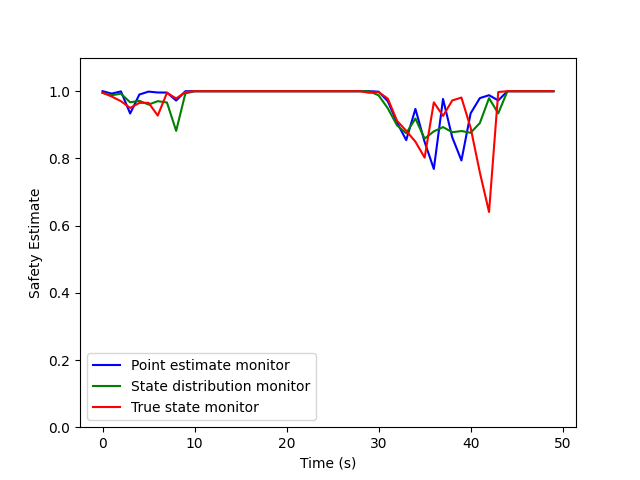 1.0
0.8
0.6
0.4
0.2
0.0
Safety Estimate
Point estimate monitor
State distribution monitor
True state monitor
0 10 20 30 40 50
Time (s)